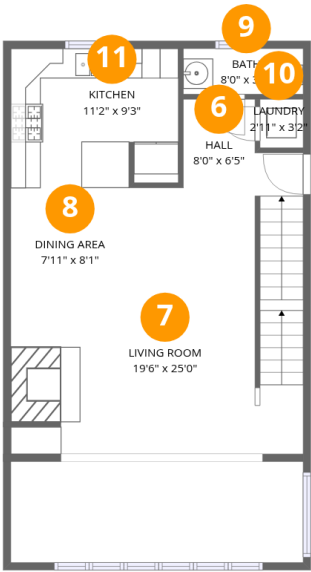 9
11
BATH
8'0" x 3
10
KITCHEN
11'2" x 9'3"
6
LAUNDRY
2'11" x 3'2"
HALL
8'0" x 6'5"
8
DINING AREA
7'11" x 8'1"
7
LIVING ROOM
19'6" x 25'0"